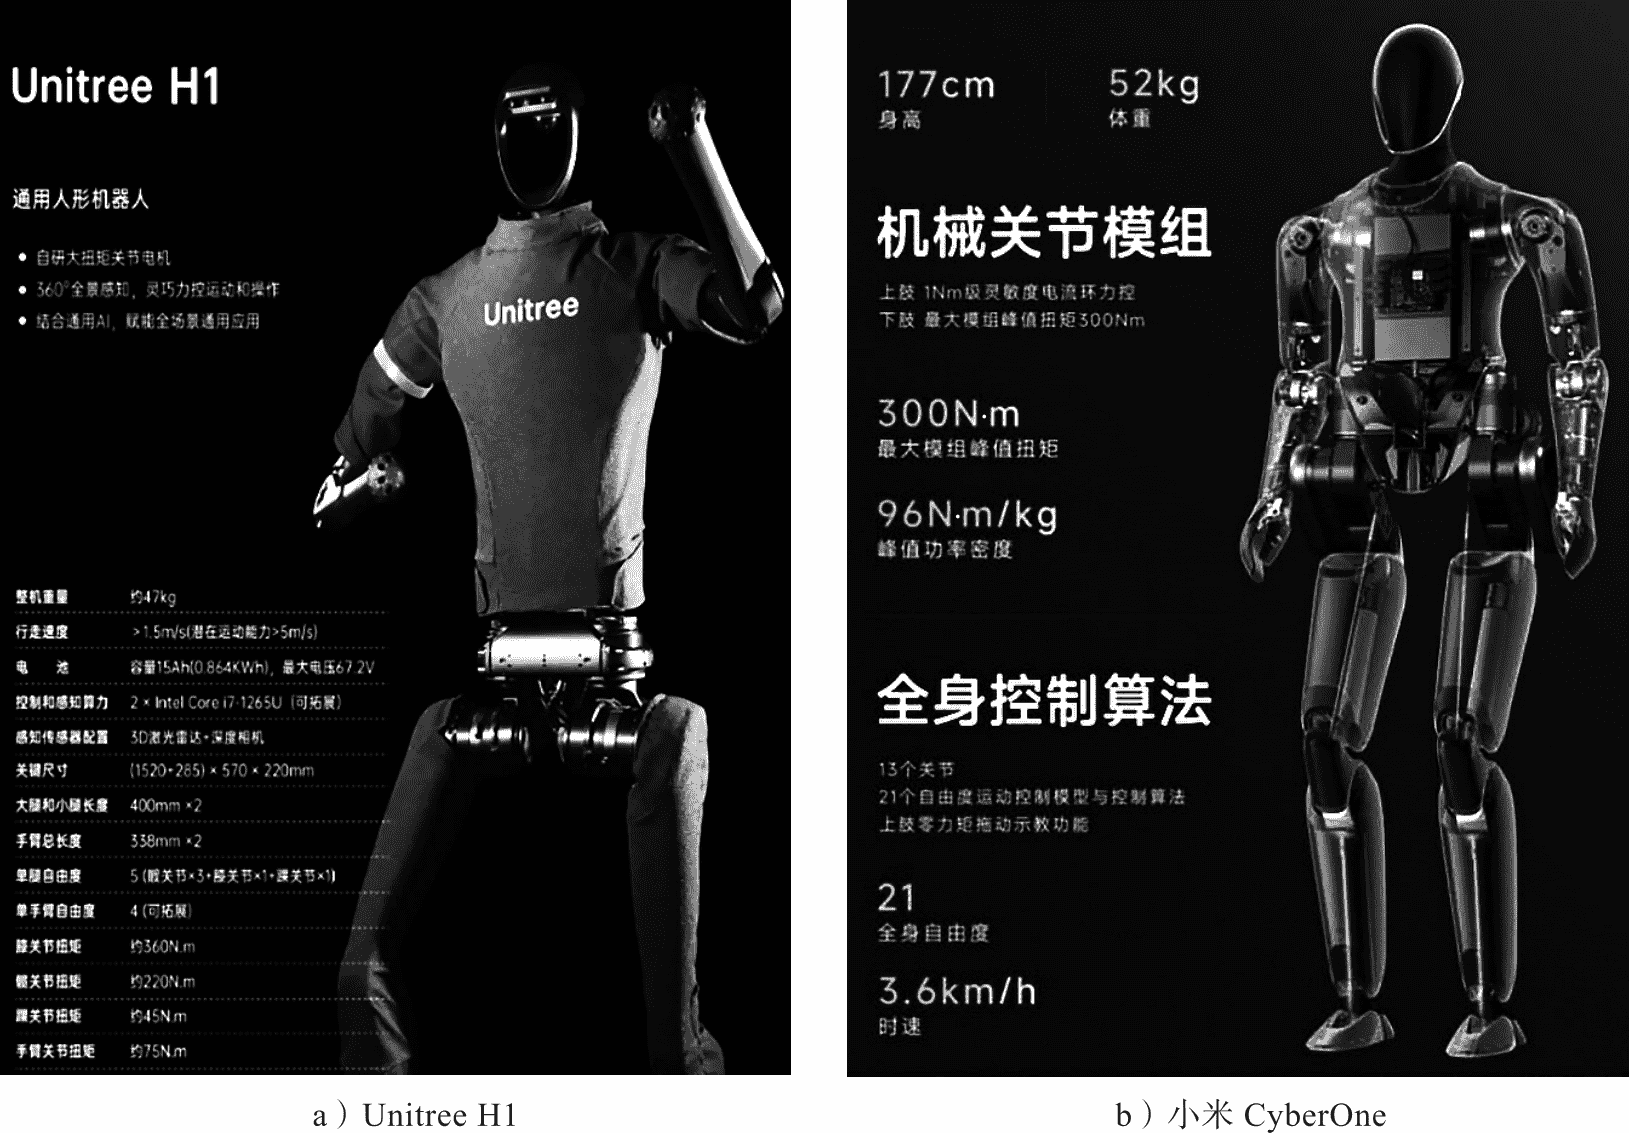 Unitree H1
通用人形机器人
• 自研大扭矩关节电机
• 360°全景感知，灵巧力控运动和操作
• 结合通用AI，赋能全场景通用应用
Unitree
整机重量 约47kg
行走速度 >1.5m/s(潜在运动能力>5m/s)
电 池 容量15Ah(0.864KWh)，最大电压67.2V
控制和感知算力 2 × Intel Core i7-1265U（可拓展）
感知传感器配置 3D激光雷达+深度相机
关键尺寸 (1520+285) × 570 × 220mm
大腿和小腿长度 400mm ×2
手臂总长度 338mm ×2
单腿自由度 5 (髋关节×3+膝关节×1+踝关节×1)
单手臂自由度 4 (可拓展)
膝关节扭矩 约360N.m
髋关节扭矩 约220N.m
踝关节扭矩 约45N.m
手臂关节扭矩 约75N.m
a）Unitree H1
177cm 52kg
身高 体重
机械关节模组
上肢 1Nm级灵敏度电流环力控
下肢 最大模组峰值扭矩300Nm
300N·m
最大模组峰值扭矩
96N·m/kg
峰值功率密度
全身控制算法
13个关节
21个自由度运动控制模型与控制算法
上肢零力矩拖动示教功能
21
全身自由度
3.6km/h
时速
b）小米 CyberOne